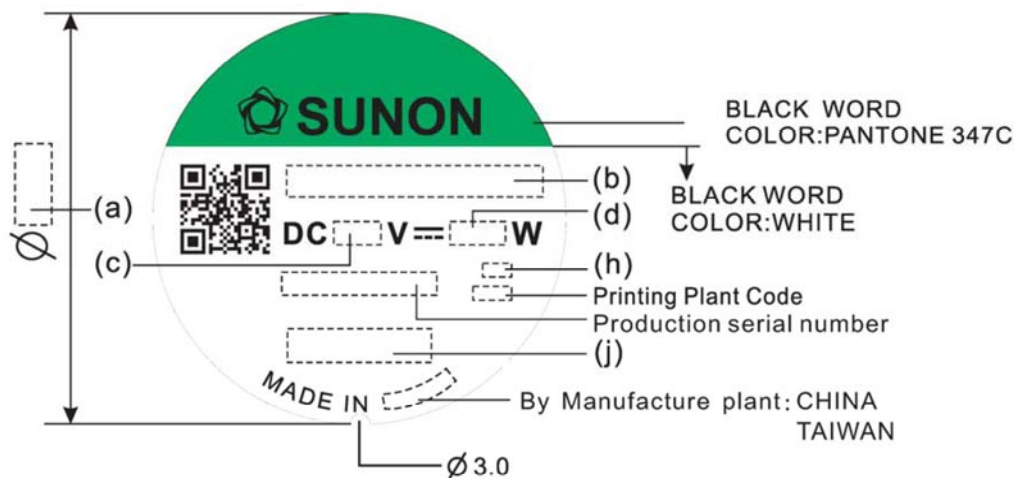 SUNON
BLACK WORD
COLOR:PANTONE 347C
(a)
Ø
(b)
BLACK WORD
COLOR:WHITE
(c)
DC V⎓ W
(d)
(h)
Printing Plant Code
Production serial number
(j)
MADE IN
By Manufacture plant: CHINA
TAIWAN
Ø 3.0